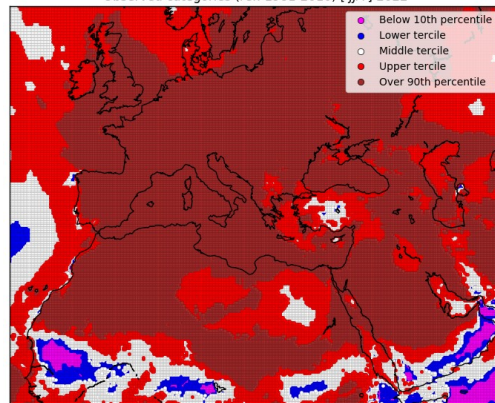 Below 10th percentile
Lower tercile
Middle tercile
Upper tercile
Over 90th percentile